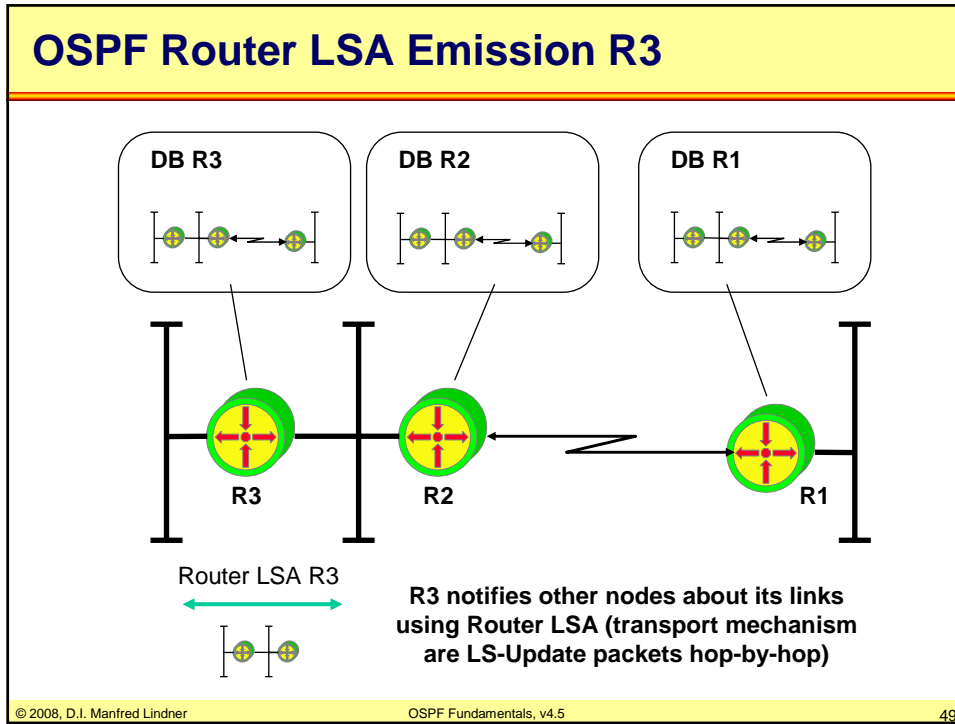 OSPF Router LSA Emission R3
DB R3
DB R2
DB R1
R3
R2
R1
Router LSA R3
R3 notifies other nodes about its links
using Router LSA (transport mechanism
are LS-Update packets hop-by-hop)
© 2008, D.I. Manfred Lindner
OSPF Fundamentals, v4.5
49